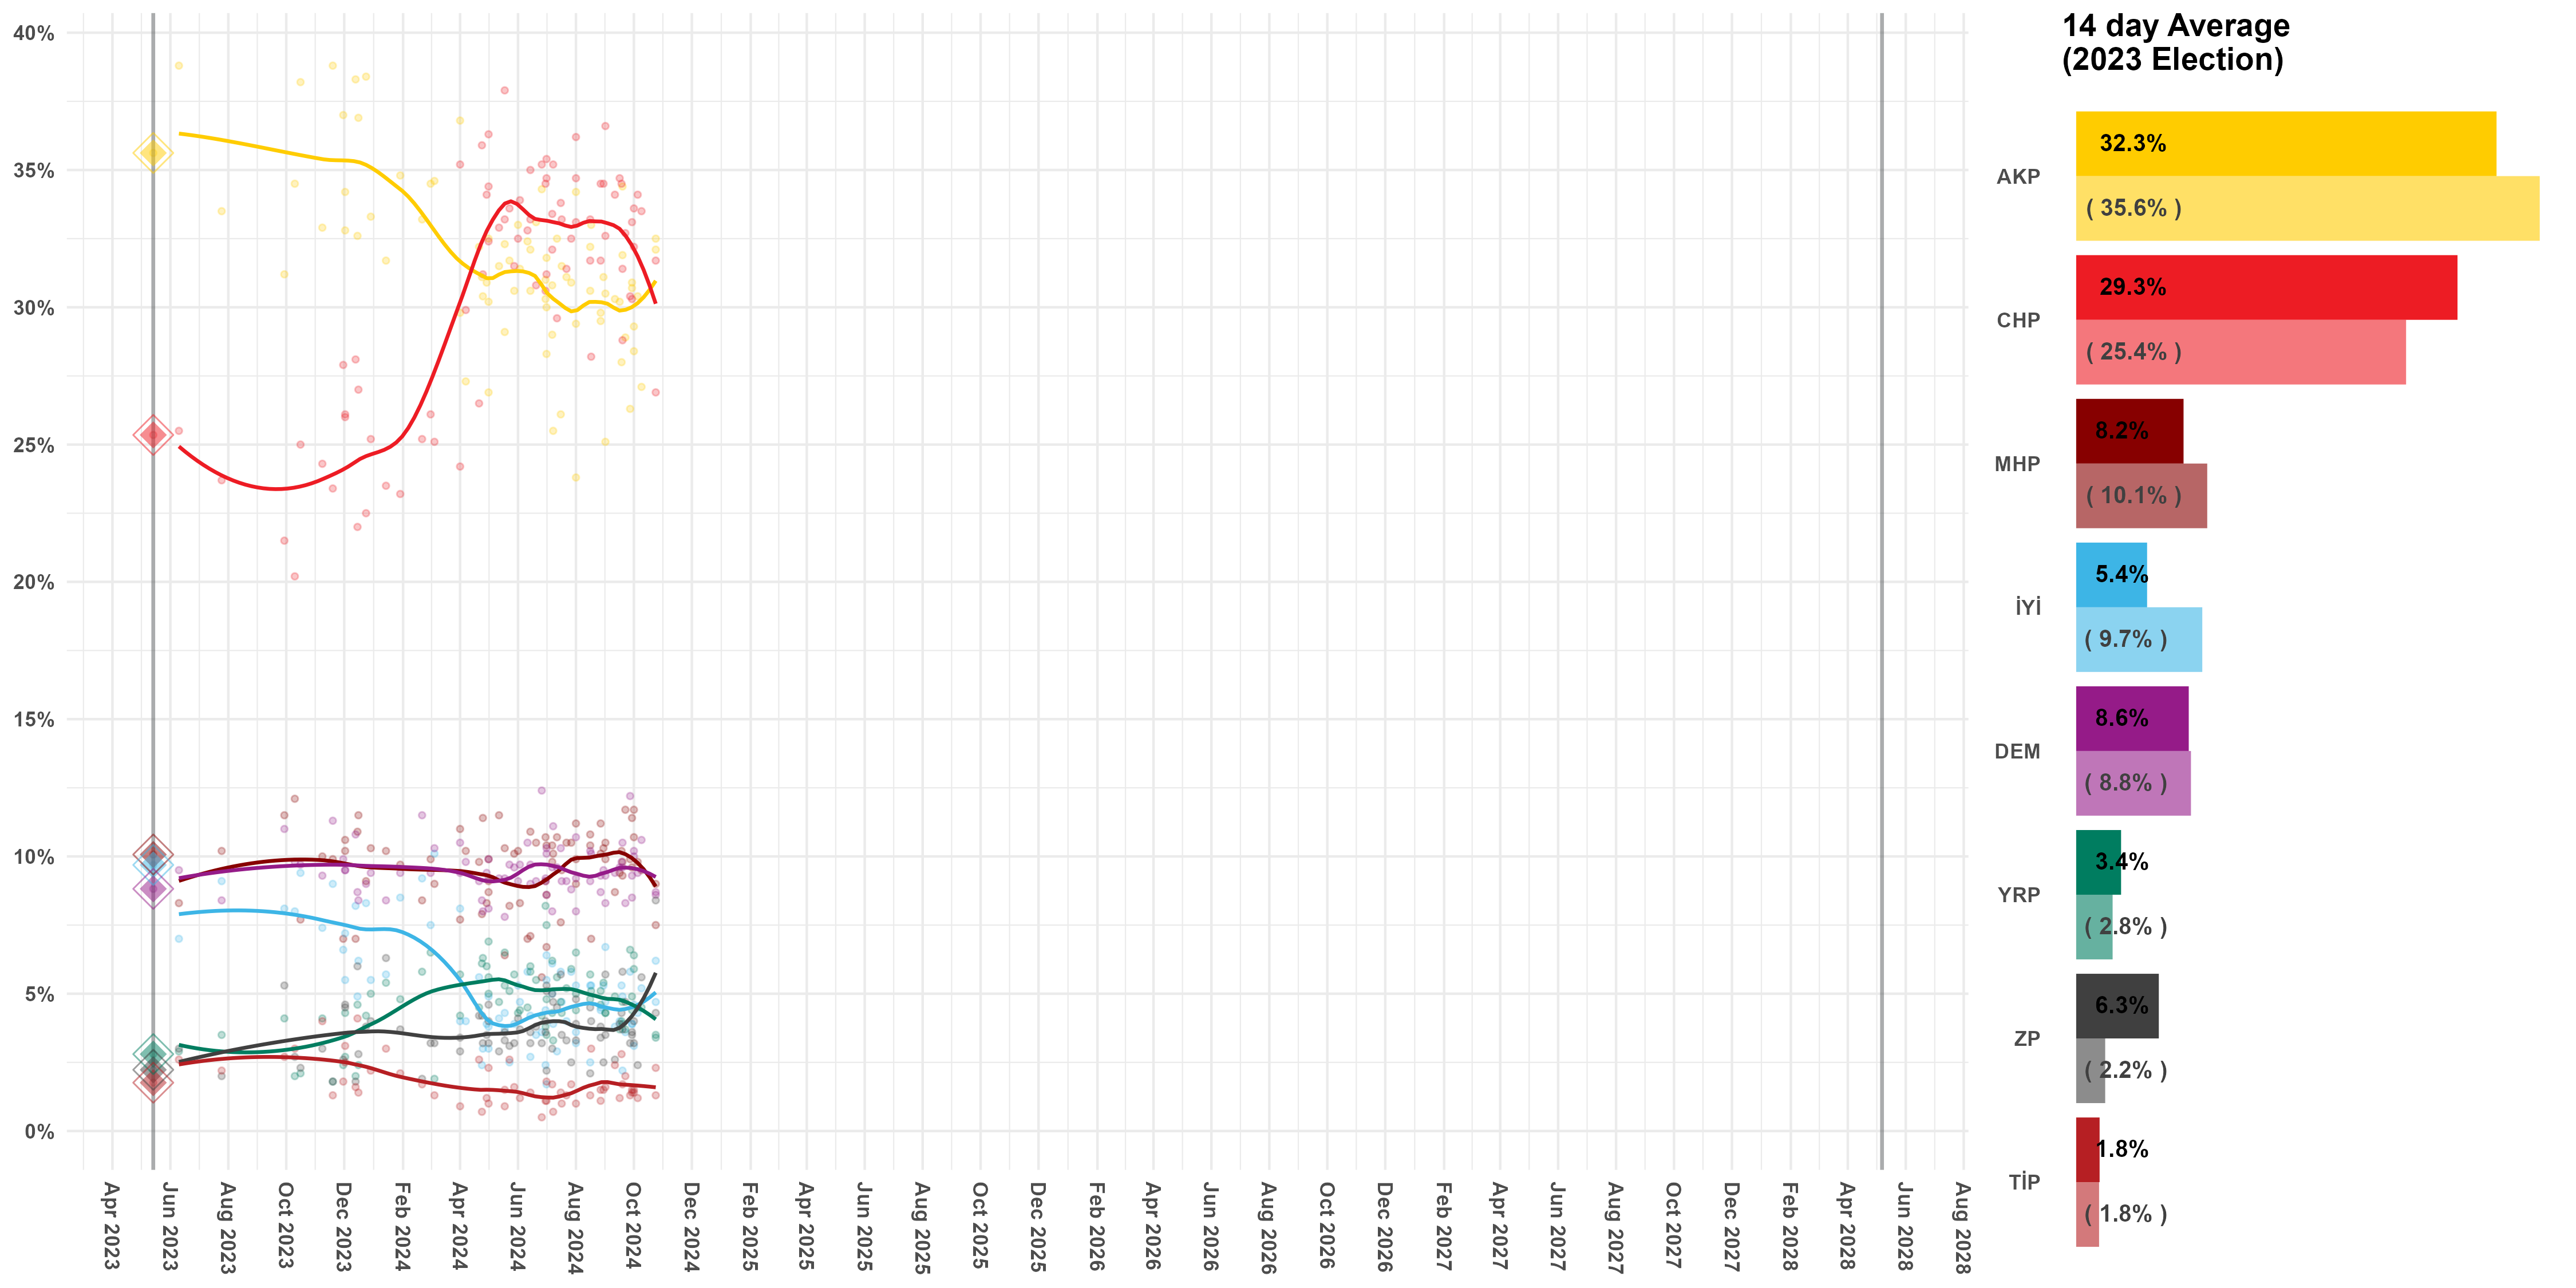 40%
35%
30%
25%
20%
15%
10%
5%
0%
Apr 2023
Jun 2023
Aug 2023
Oct 2023
Dec 2023
Feb 2024
Apr 2024
Jun 2024
Aug 2024
Oct 2024
Dec 2024
Feb 2025
Apr 2025
Jun 2025
Aug 2025
Oct 2025
Dec 2025
Feb 2026
Apr 2026
Jun 2026
Aug 2026
Oct 2026
Dec 2026
Feb 2027
Apr 2027
Jun 2027
Aug 2027
Oct 2027
Dec 2027
Feb 2028
Apr 2028
Jun 2028
Aug 2028
14 day Average
(2023 Election)
AKP
32.3%
( 35.6% )
CHP
29.3%
( 25.4% )
MHP
8.2%
( 10.1% )
İYİ
5.4%
( 9.7% )
DEM
8.6%
( 8.8% )
YRP
3.4%
( 2.8% )
ZP
6.3%
( 2.2% )
TİP
1.8%
( 1.8% )